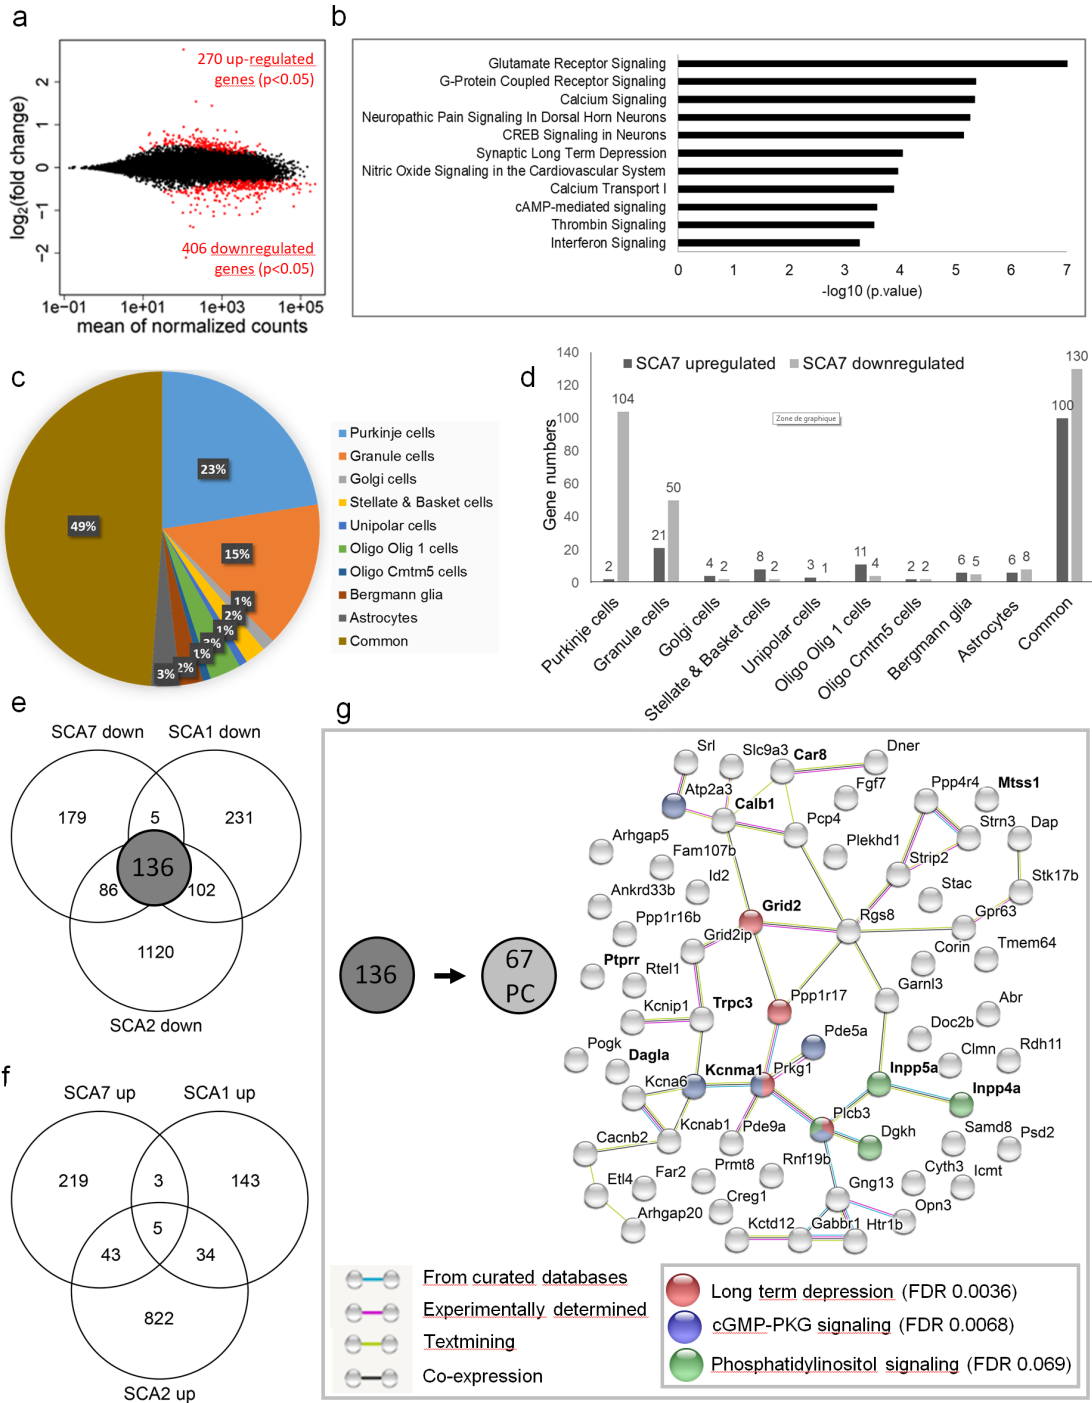 a
270 up-regulated
genes (p<0.05)
406 downregulated
genes (p<0.05)
log2(fold change)
2
1
0
−1
−2
1e−01
1e+01
1e+03
1e+05
mean of normalized counts
b
Glutamate Receptor Signaling
G-Protein Coupled Receptor Signaling
Calcium Signaling
Neuropathic Pain Signaling In Dorsal Horn Neurons
CREB Signaling in Neurons
Synaptic Long Term Depression
Nitric Oxide Signaling in the Cardiovascular System
Calcium Transport I
cAMP-mediated signaling
Thrombin Signaling
Interferon Signaling
0 1 2 3 4 5 6 7
-log10 (p.value)
c
23%
15%
1%
2%
1%
3%
1%
2%
3%
49%
Purkinje cells
Granule cells
Golgi cells
Stellate & Basket cells
Unipolar cells
Oligo Olig 1 cells
Oligo Cmtm5 cells
Bergmann glia
Astrocytes
Common
d
SCA7 upregulated
SCA7 downregulated
Zone de graphique
Gene numbers
140
120
100
80
60
40
20
0
2 104
21 50
4 2
8 2
3 1
11 4
2 2
6 5
6 8
100 130
Purkinje cells
Granule cells
Golgi cells
Stellate & Basket cells
Unipolar cells
Oligo Olig 1 cells
Oligo Cmtm5 cells
Bergmann glia
Astrocytes
Common
e
SCA7 down
SCA1 down
179
5
231
136
86
102
1120
SCA2 down
f
SCA7 up
SCA1 up
219
3
143
5
43
34
822
SCA2 up
g
136
67
PC
Srl
Slc9a3
Car8
Dner
Atp2a3
Calb1
Fgf7
Ppp4r4
Mtss1
Pcp4
Plekhd1
Strn3
Dap
Arhgap5
Fam107b
Strip2
Stk17b
Ankrd33b
Id2
Stac
Ppp1r16b
Grid2
Rgs8
Gpr63
Grid2ip
Corin
Tmem64
Ptprr
Rtel1
Garnl3
Kcnip1
Trpc3
Ppp1r17
Abr
Doc2b
Pogk
Dagla
Pde5a
Clmn
Rdh11
Kcna6
Kcnma1
Prkg1
Inpp5a
Inpp4a
Plcb3
Cacnb2
Kcnab1
Pde9a
Dgkh
Samd8
Psd2
Etl4
Far2
Prmt8
Rnf19b
Cyth3
Icmt
Creg1
Gng13
Opn3
Arhgap20
Kctd12
Gabbr1
Htr1b
From curated databases
Experimentally determined
Textmining
Co-expression
Long term depression (FDR 0.0036)
cGMP-PKG signaling (FDR 0.0068)
Phosphatidylinositol signaling (FDR 0.069)